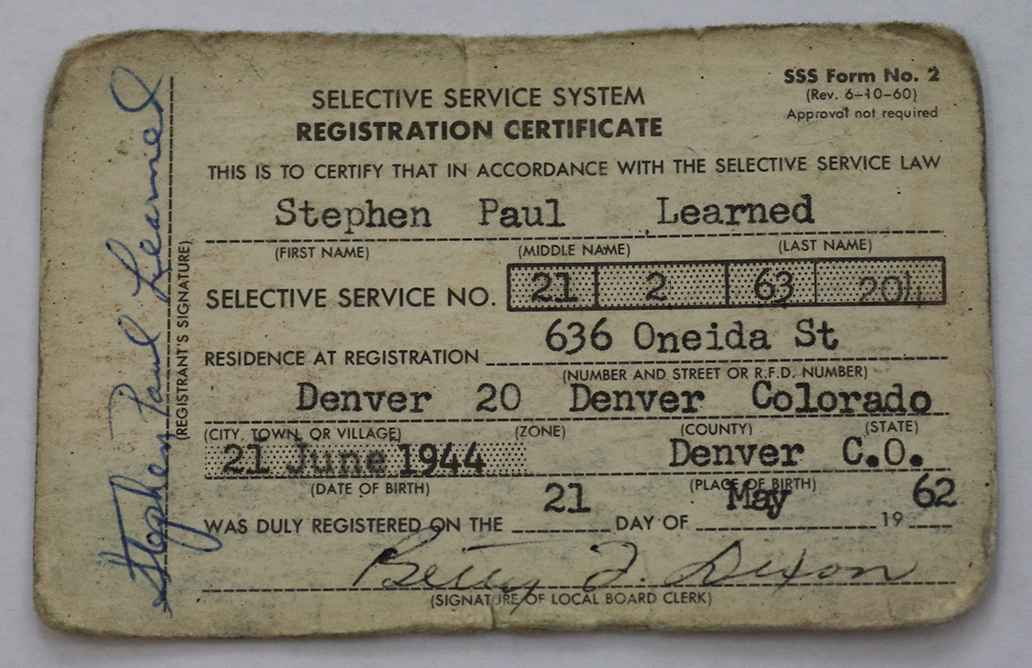 SSS Form No. 2
(Rev. 6-10-60)
Approval not required
SELECTIVE SERVICE SYSTEM
REGISTRATION CERTIFICATE
THIS IS TO CERTIFY THAT IN ACCORDANCE WITH THE SELECTIVE SERVICE LAW
Stephen Paul Learned
(FIRST NAME) (MIDDLE NAME) (LAST NAME)
SELECTIVE SERVICE NO. 21 2 63 204
636 Oneida St
RESIDENCE AT REGISTRATION
(NUMBER AND STREET OR R.F.D. NUMBER)
Denver 20 Denver Colorado
(CITY, TOWN, OR VILLAGE) (ZONE) (COUNTY) (STATE)
21 June 1944 Denver C.O.
(DATE OF BIRTH) (PLACE OF BIRTH)
21 May 62
WAS DULY REGISTERED ON THE DAY OF 19
Betty J. Dixon
(SIGNATURE OF LOCAL BOARD CLERK)
Stephen Paul Learned
(REGISTRANT'S SIGNATURE)